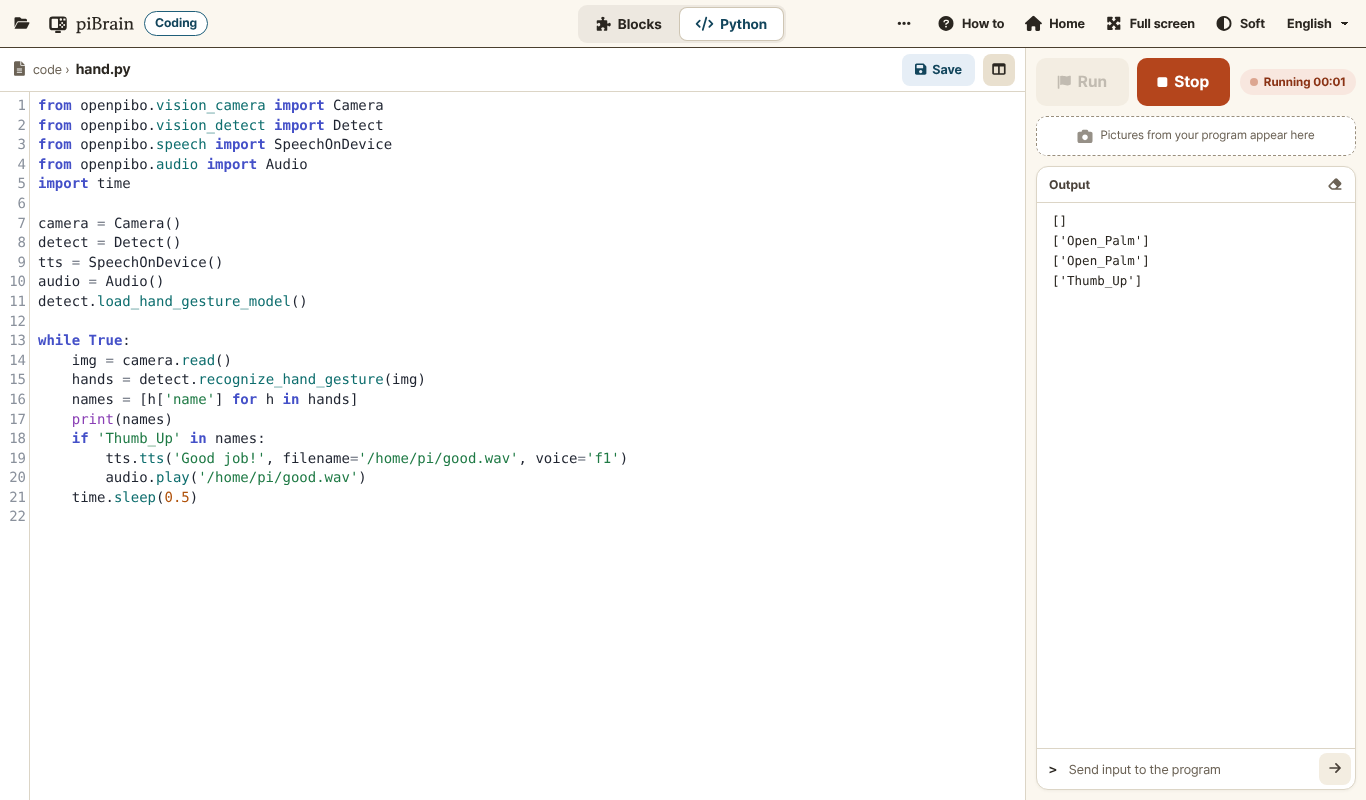 piBrain
Coding
Blocks
Python
How to
Home
Full screen
Soft
English
code › hand.py
Save
1 from openpibo.vision_camera import Camera
2 from openpibo.vision_detect import Detect
3 from openpibo.speech import SpeechOnDevice
4 from openpibo.audio import Audio
5 import time
6
7 camera = Camera()
8 detect = Detect()
9 tts = SpeechOnDevice()
10 audio = Audio()
11 detect.load_hand_gesture_model()
12
13 while True:
14     img = camera.read()
15     hands = detect.recognize_hand_gesture(img)
16     names = [h['name'] for h in hands]
17     print(names)
18     if 'Thumb_Up' in names:
19         tts.tts('Good job!', filename='/home/pi/good.wav', voice='f1')
20         audio.play('/home/pi/good.wav')
21     time.sleep(0.5)
22
Run
Stop
Running 00:01
Pictures from your program appear here
Output
[]
['Open_Palm']
['Open_Palm']
['Thumb_Up']
> Send input to the program